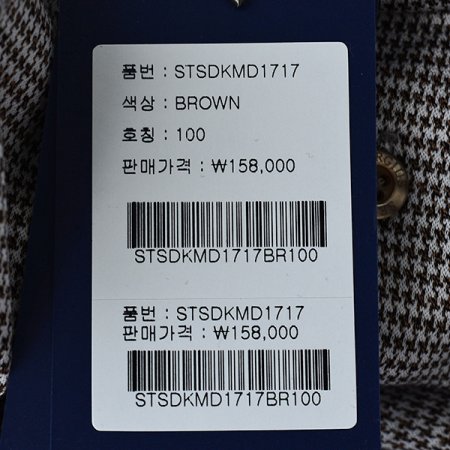 품번 : STSDKMD1717
색상 : BROWN
호칭 : 100
판매가격 : ₩158,000
STSDKMD1717BR100
품번 : STSDKMD1717
판매가격 : ₩158,000
STSDKMD1717BR100